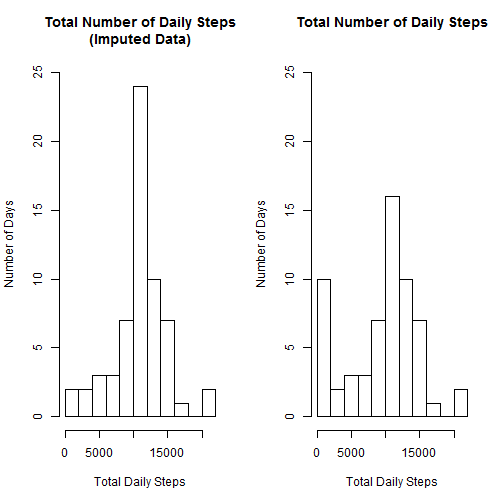 Total Number of Daily Steps
(Imputed Data)
25
20
15
10
5
0
Number of Days
0 5000 15000
Total Daily Steps
Total Number of Daily Steps
25
20
15
10
5
0
Number of Days
0 5000 15000
Total Daily Steps